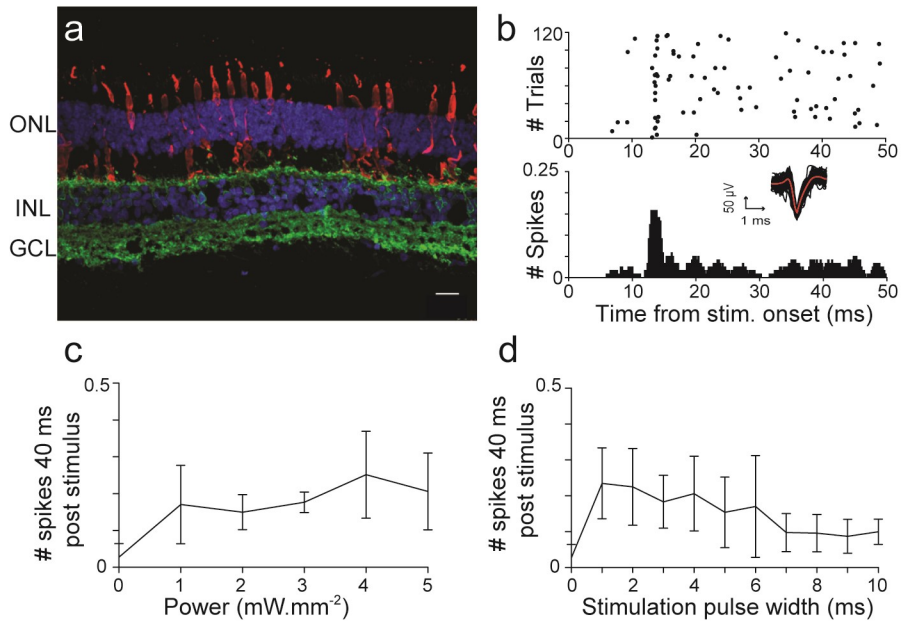 a
ONL
INL
GCL
b
# Trials
120
60
0
0 10 20 30 40 50
# Spikes
0.25
0
50 µV
1 ms
0 10 20 30 40 50
Time from stim. onset (ms)
c
# spikes 40 ms
post stimulus
0.5
0
0 1 2 3 4 5
Power (mW.mm-2)
d
# spikes 40 ms
post stimulus
0.5
0
0 2 4 6 8 10
Stimulation pulse width (ms)